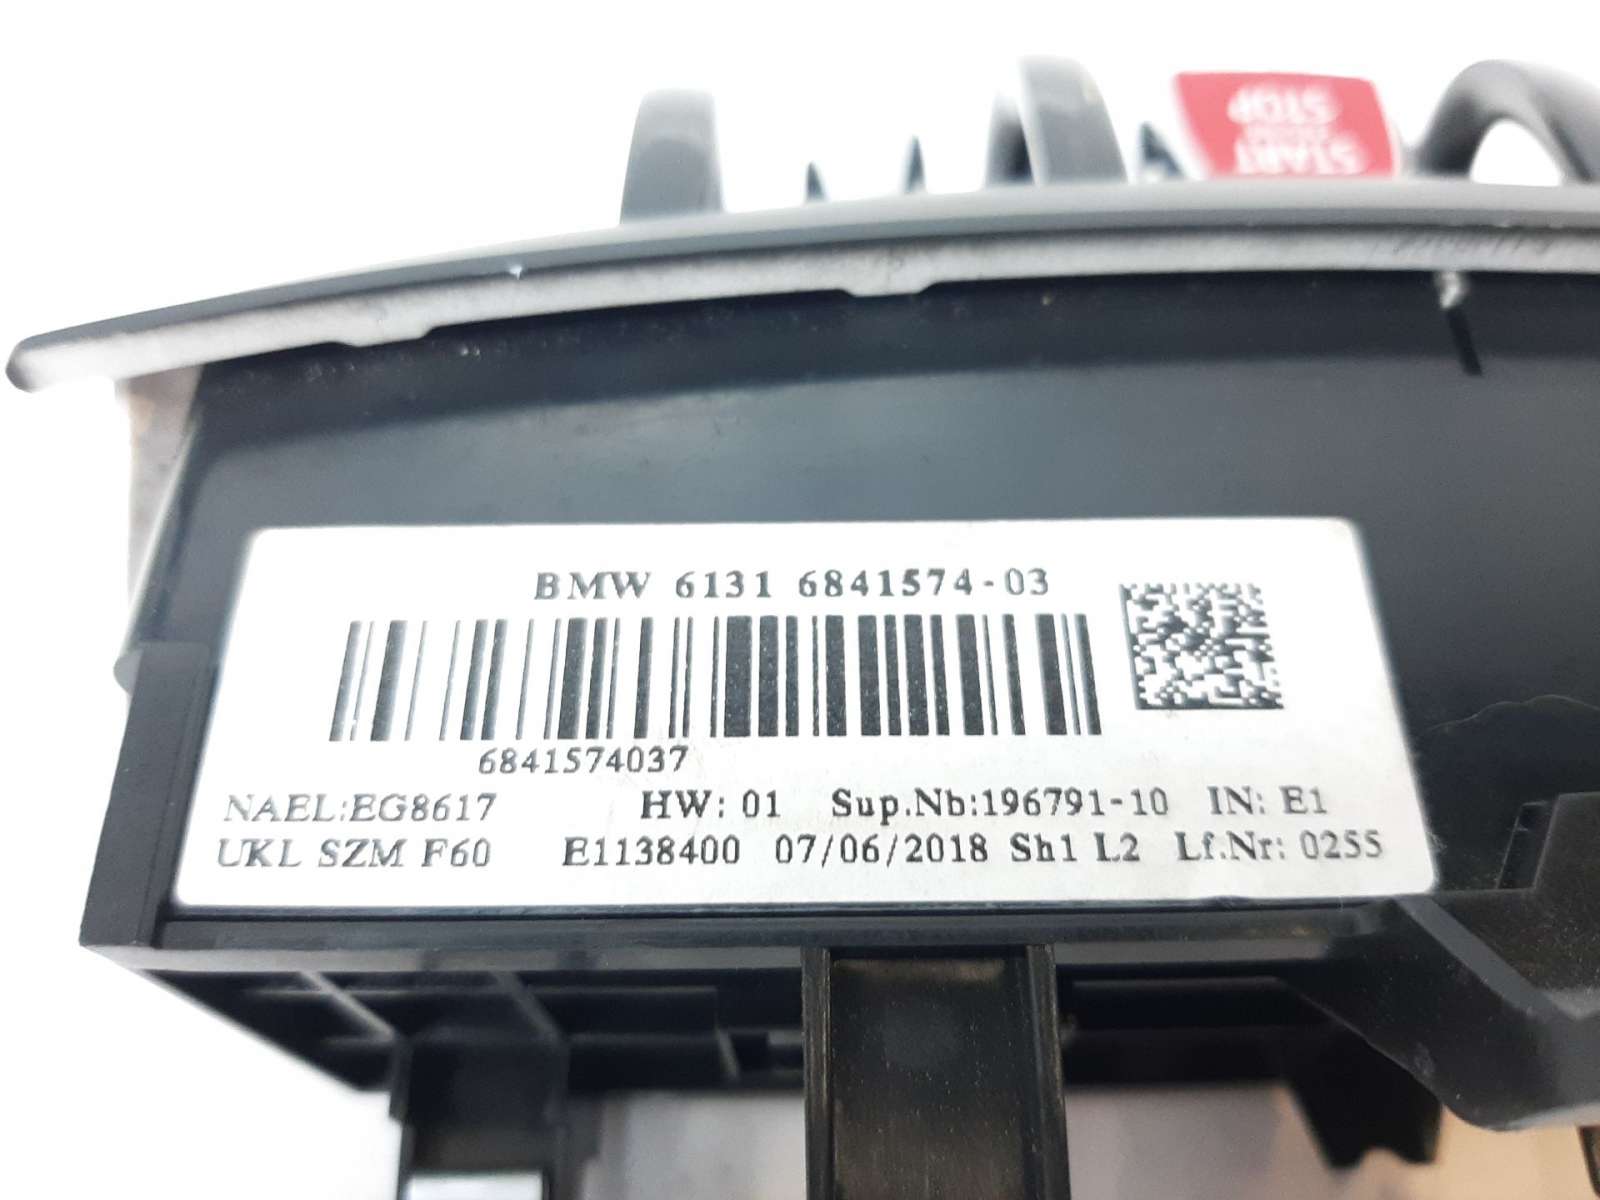 START
STOP
BMW 6131 6841574-03
6841574037
NAEL:EG8617 HW: 01 Sup.Nb:196791-10 IN: E1
UKL SZM F60 E1138400 07/06/2018 Sh1 L2 Lf.Nr: 0255